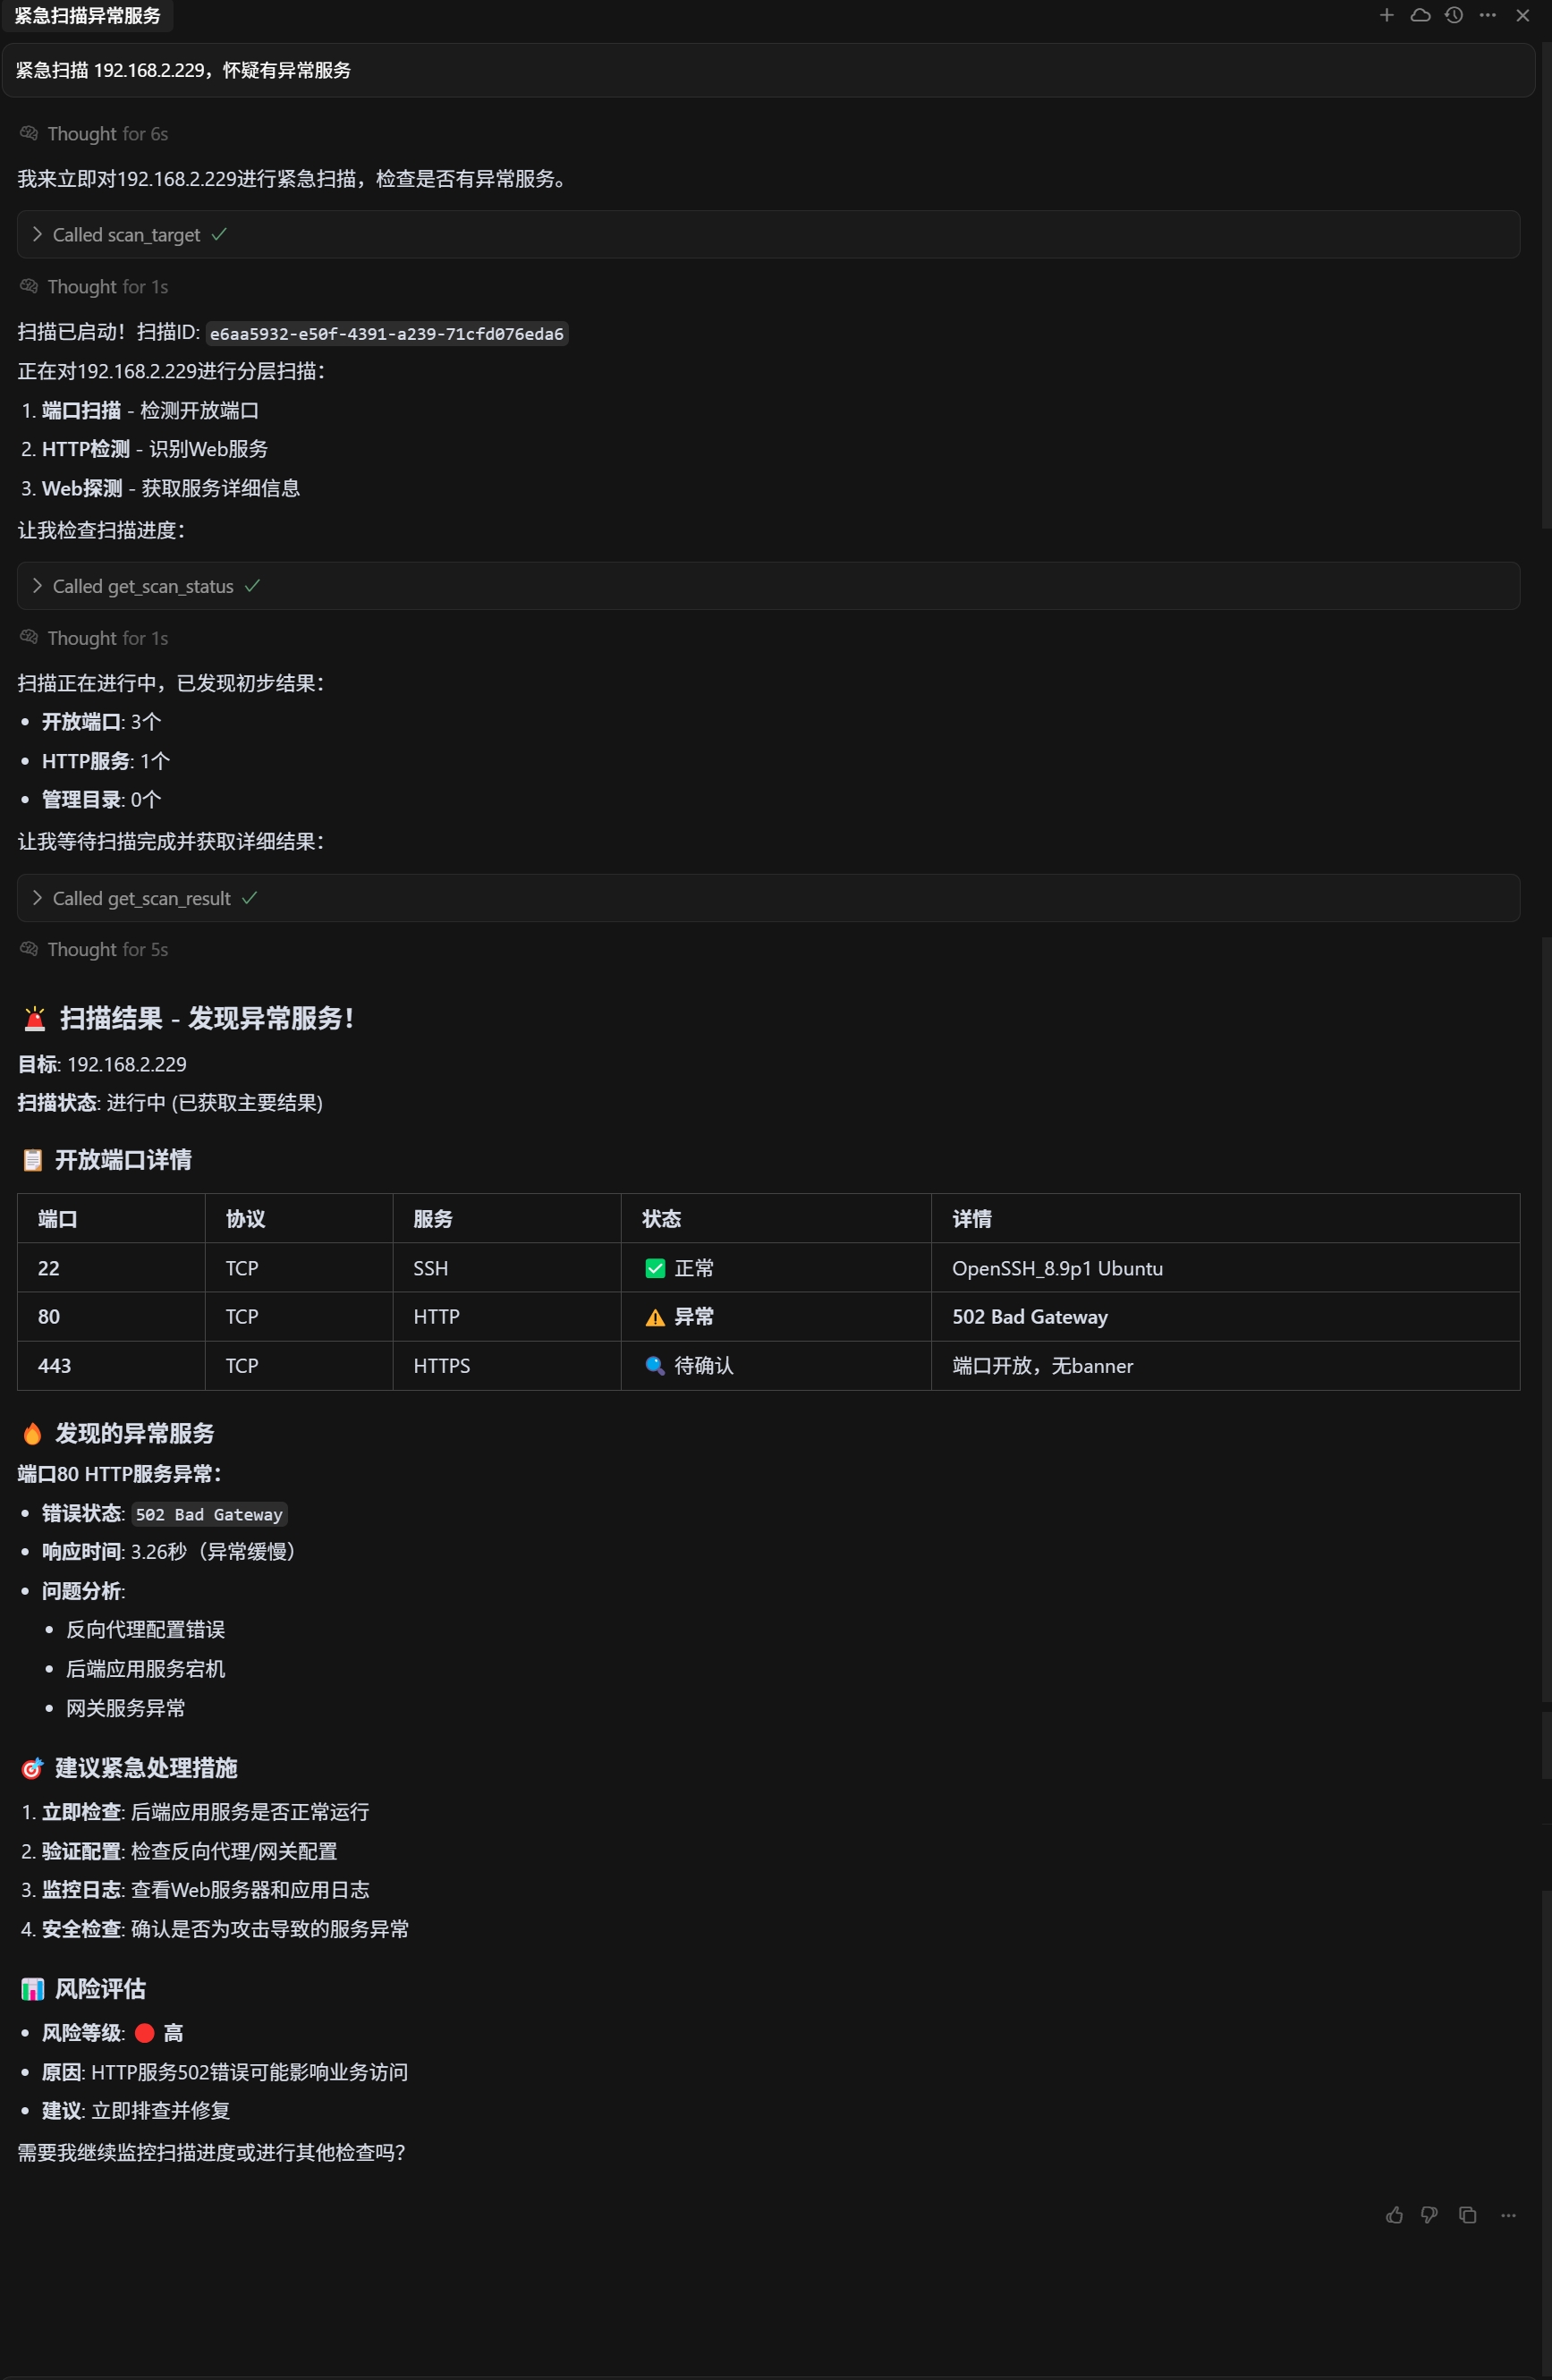 紧急扫描异常服务
紧急扫描 192.168.2.229，怀疑有异常服务
Thought for 6s
我来立即对192.168.2.229进行紧急扫描，检查是否有异常服务。
Called scan_target
Thought for 1s
扫描已启动！扫描ID: e6aa5932-e50f-4391-a239-71cfd076eda6
正在对192.168.2.229进行分层扫描：
1. 端口扫描 - 检测开放端口
2. HTTP检测 - 识别Web服务
3. Web探测 - 获取服务详细信息
让我检查扫描进度：
Called get_scan_status
Thought for 1s
扫描正在进行中，已发现初步结果：
• 开放端口: 3个
• HTTP服务: 1个
• 管理目录: 0个
让我等待扫描完成并获取详细结果：
Called get_scan_result
Thought for 5s
🚨 扫描结果 - 发现异常服务！
目标: 192.168.2.229
扫描状态: 进行中 (已获取主要结果)
📋 开放端口详情
端口 协议 服务 状态 详情
22 TCP SSH ✅ 正常 OpenSSH_8.9p1 Ubuntu
80 TCP HTTP ⚠️ 异常 502 Bad Gateway
443 TCP HTTPS 🔍 待确认 端口开放，无banner
🔥 发现的异常服务
端口80 HTTP服务异常：
• 错误状态: 502 Bad Gateway
• 响应时间: 3.26秒（异常缓慢）
• 问题分析:
• 反向代理配置错误
• 后端应用服务宕机
• 网关服务异常
🎯 建议紧急处理措施
1. 立即检查: 后端应用服务是否正常运行
2. 验证配置: 检查反向代理/网关配置
3. 监控日志: 查看Web服务器和应用日志
4. 安全检查: 确认是否为攻击导致的服务异常
📊 风险评估
• 风险等级: 🔴 高
• 原因: HTTP服务502错误可能影响业务访问
• 建议: 立即排查并修复
需要我继续监控扫描进度或进行其他检查吗？